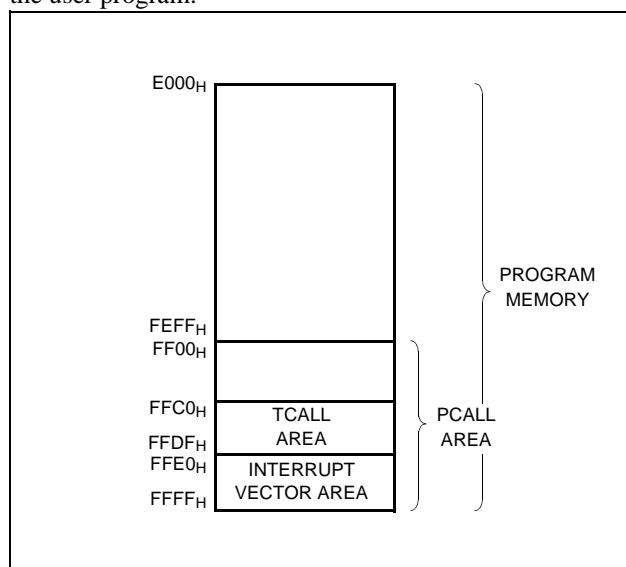 the user program.
E000H
PROGRAM
MEMORY
FEFFH
FF00H
FFC0H
TCALL
AREA
PCALL
AREA
FFDFH
FFE0H
INTERRUPT
VECTOR AREA
FFFFH